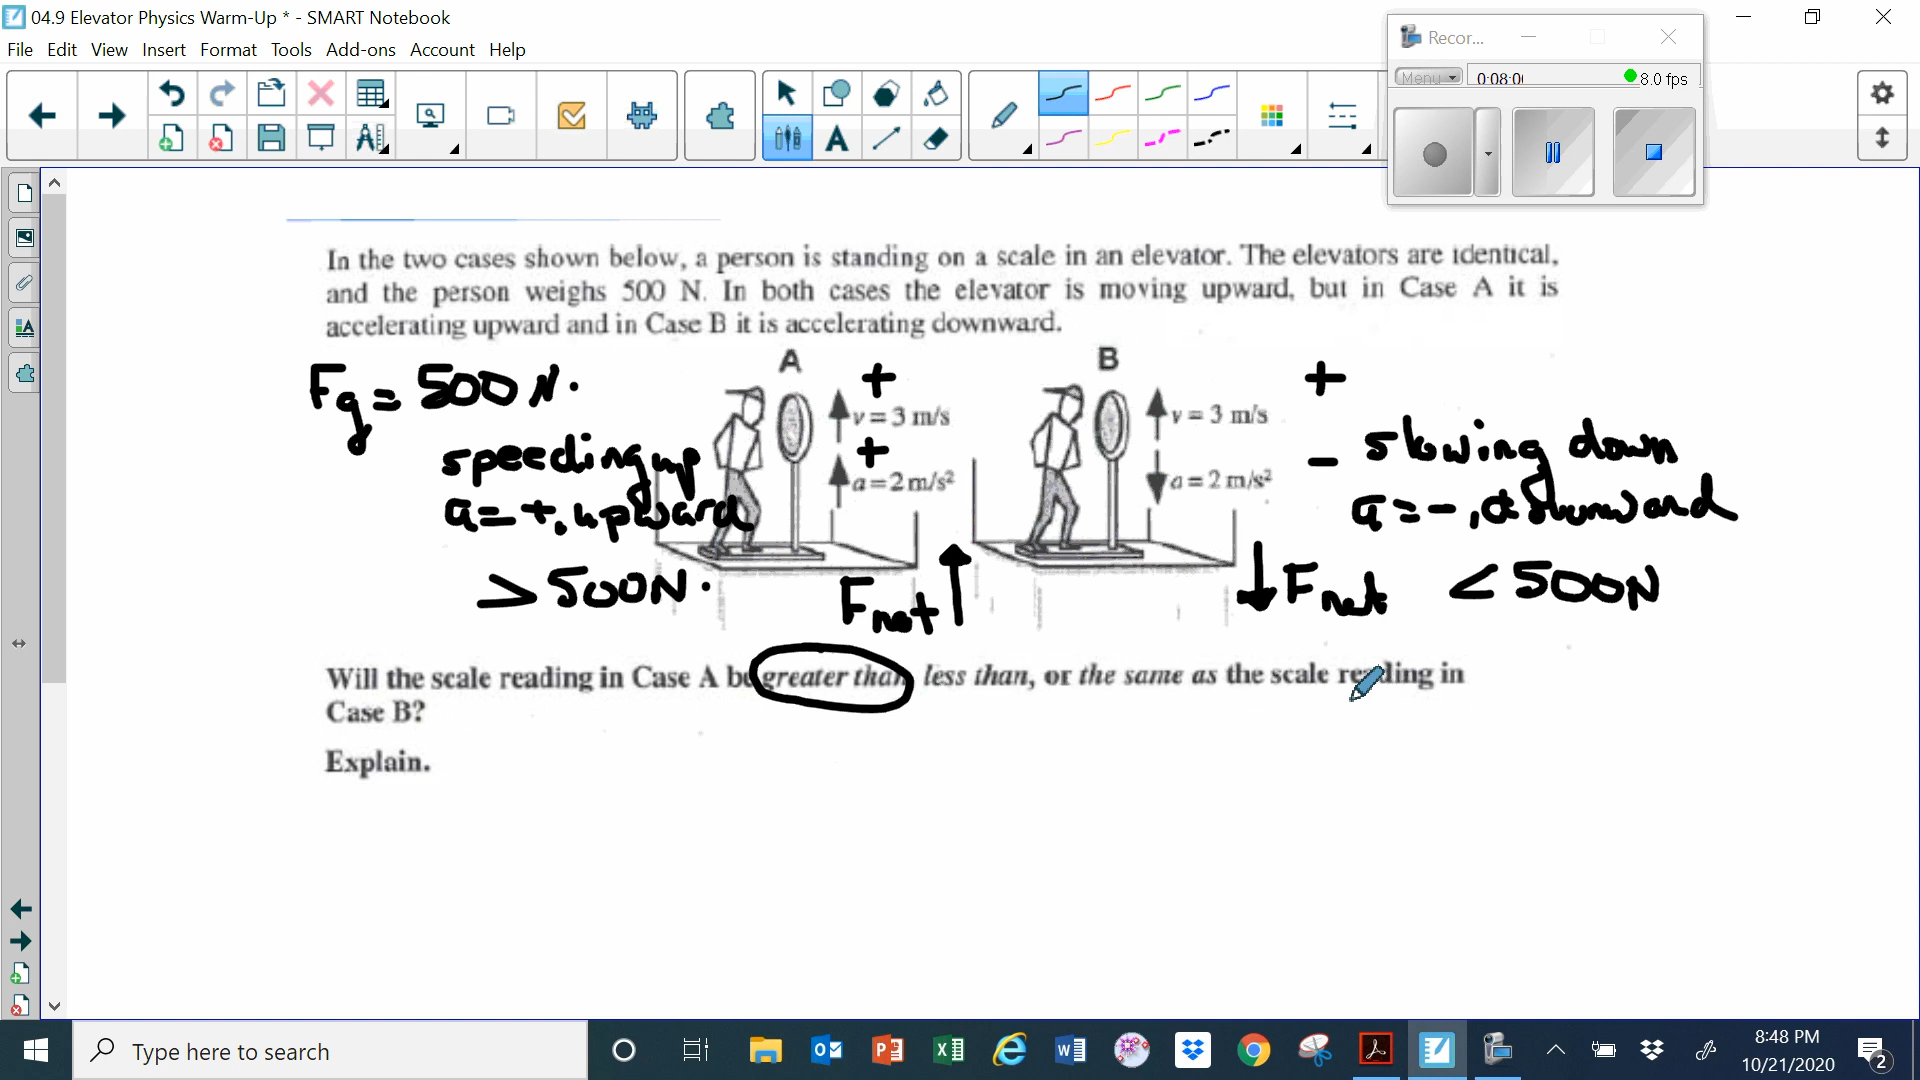 04.9 Elevator Physics Warm-Up * - SMART Notebook
File Edit View Insert Format Tools Add-ons Account Help
Recor...
Menu
0:08:0
8.0 fps
In the two cases shown below, a person is standing on a scale in an elevator. The elevators are identical,
and the person weighs 500 N. In both cases the elevator is moving upward, but in Case A it is
accelerating upward and in Case B it is accelerating downward.
A
B
Fg = 500 N.
+
v = 3 m/s
v = 3 m/s
+
speeding up
+
a = 2 m/s²
a = 2 m/s²
- slowing down
a = +, upward
a = -, downward
> 500N.
Fnet
Fnet
< 500N
Will the scale reading in Case A be greater than, less than, or the same as the scale reading in
Case B?
Explain.
Type here to search
8:48 PM
10/21/2020
2